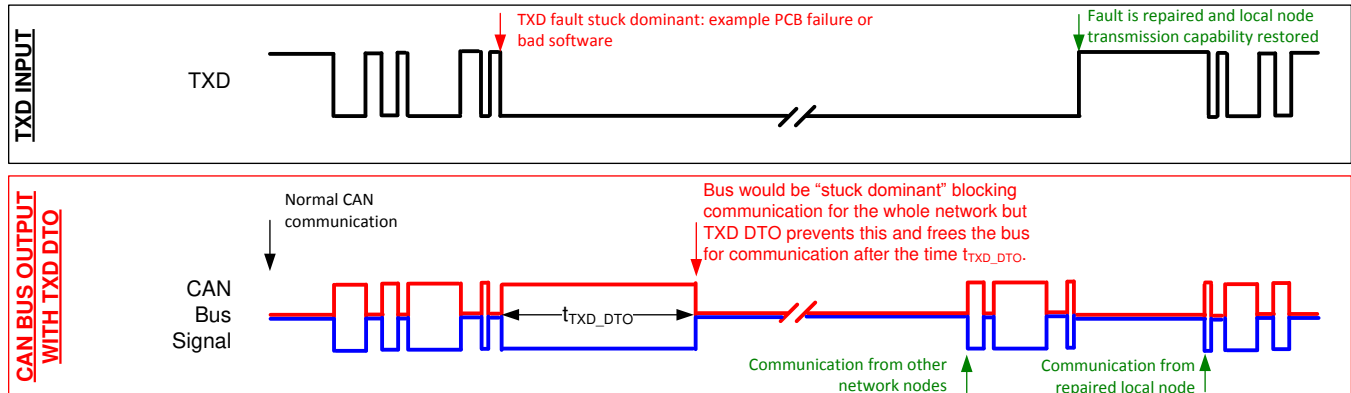 TXD INPUT
TXD fault stuck dominant: example PCB failure or
bad software
Fault is repaired and local node
transmission capability restored
TXD
CAN BUS OUTPUT
WITH TXD DTO
Normal CAN
communication
Bus would be “stuck dominant” blocking
communication for the whole network but
TXD DTO prevents this and frees the bus
for communication after the time tTXD_DTO.
CAN
Bus
Signal
tTXD_DTO
Communication from other
network nodes
Communication from
repaired local node